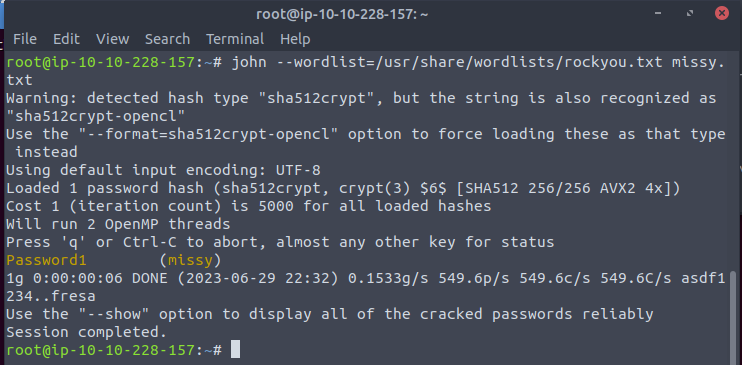 root@ip-10-10-228-157: ~
File Edit View Search Terminal Help
root@ip-10-10-228-157:~# john --wordlist=/usr/share/wordlists/rockyou.txt missy.
txt
Warning: detected hash type "sha512crypt", but the string is also recognized as
"sha512crypt-opencl"
Use the "--format=sha512crypt-opencl" option to force loading these as that type
 instead
Using default input encoding: UTF-8
Loaded 1 password hash (sha512crypt, crypt(3) $6$ [SHA512 256/256 AVX2 4x])
Cost 1 (iteration count) is 5000 for all loaded hashes
Will run 2 OpenMP threads
Press 'q' or Ctrl-C to abort, almost any other key for status
Password1        (missy)
1g 0:00:00:06 DONE (2023-06-29 22:32) 0.1533g/s 549.6p/s 549.6c/s 549.6C/s asdf1
234..fresa
Use the "--show" option to display all of the cracked passwords reliably
Session completed.
root@ip-10-10-228-157:~#